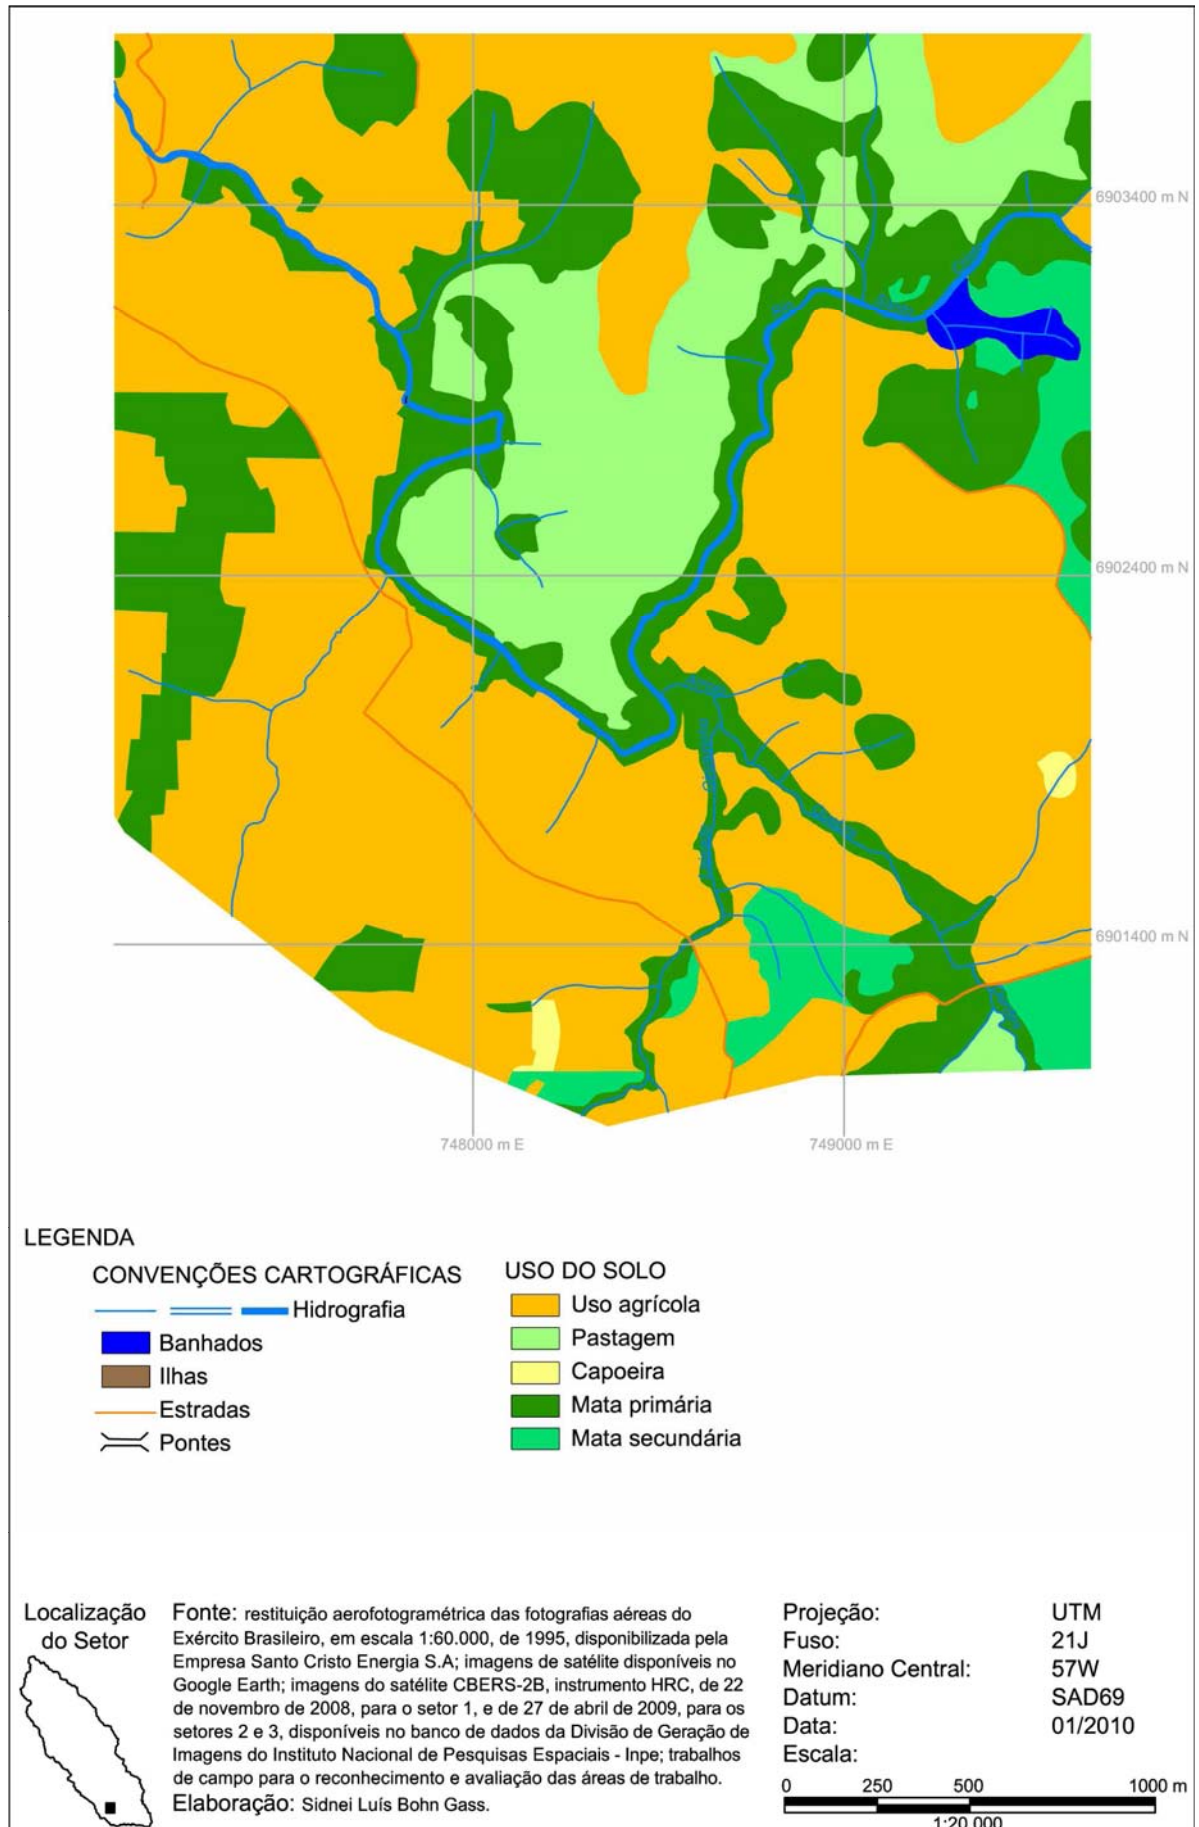 6903400 m N
6902400 m N
6901400 m N
748000 m E
749000 m E
LEGENDA
CONVENÇÕES CARTOGRÁFICAS
Hidrografia
Banhados
Ilhas
Estradas
Pontes
USO DO SOLO
Uso agrícola
Pastagem
Capoeira
Mata primária
Mata secundária
Localização
do Setor
Fonte: restituição aerofotogramétrica das fotografias aéreas do
Exército Brasileiro, em escala 1:60.000, de 1995, disponibilizada pela
Empresa Santo Cristo Energia S.A; imagens de satélite disponíveis no
Google Earth; imagens do satélite CBERS-2B, instrumento HRC, de 22
de novembro de 2008, para o setor 1, e de 27 de abril de 2009, para os
setores 2 e 3, disponíveis no banco de dados da Divisão de Geração de
Imagens do Instituto Nacional de Pesquisas Espaciais - Inpe; trabalhos
de campo para o reconhecimento e avaliação das áreas de trabalho.
Elaboração: Sidnei Luís Bohn Gass.
Projeção: UTM
Fuso: 21J
Meridiano Central: 57W
Datum: SAD69
Data: 01/2010
Escala:
0 250 500 1000 m
1:20.000